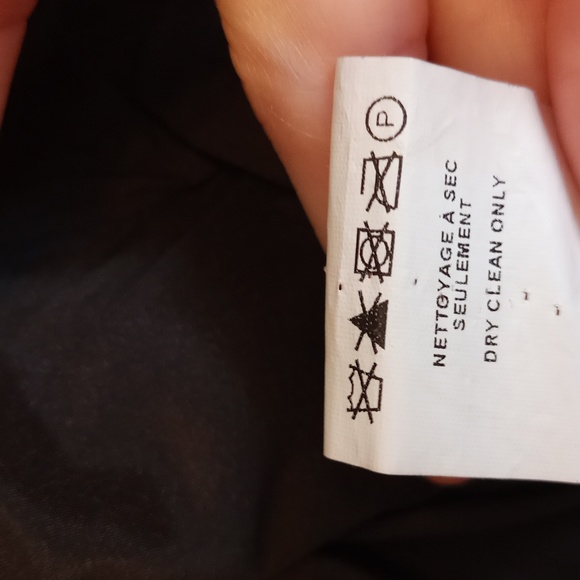 NETTOYAGE À SEC
SEULEMENT
DRY CLEAN ONLY
P